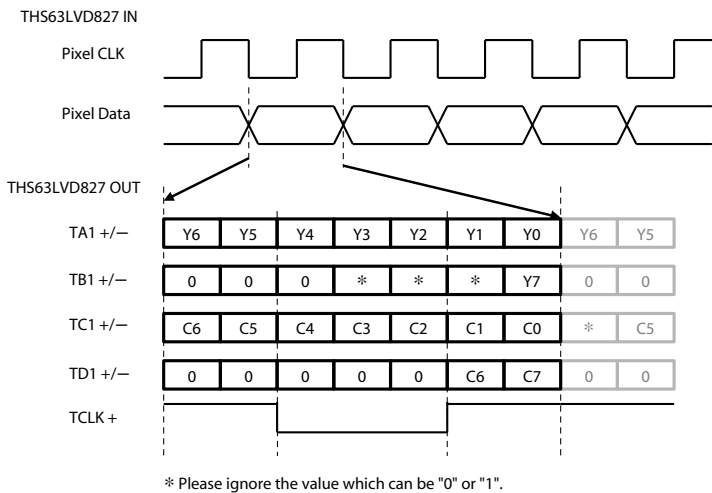 THS63LVD827 IN
Pixel CLK
Pixel Data
THS63LVD827 OUT
TA1 +/− Y6 Y5 Y4 Y3 Y2 Y1 Y0 Y6 Y5
TB1 +/− 0 0 0 * * * Y7 0 0
TC1 +/− C6 C5 C4 C3 C2 C1 C0 * C5
TD1 +/− 0 0 0 0 0 C6 C7 0 0
TCLK +
* Please ignore the value which can be "0" or "1".